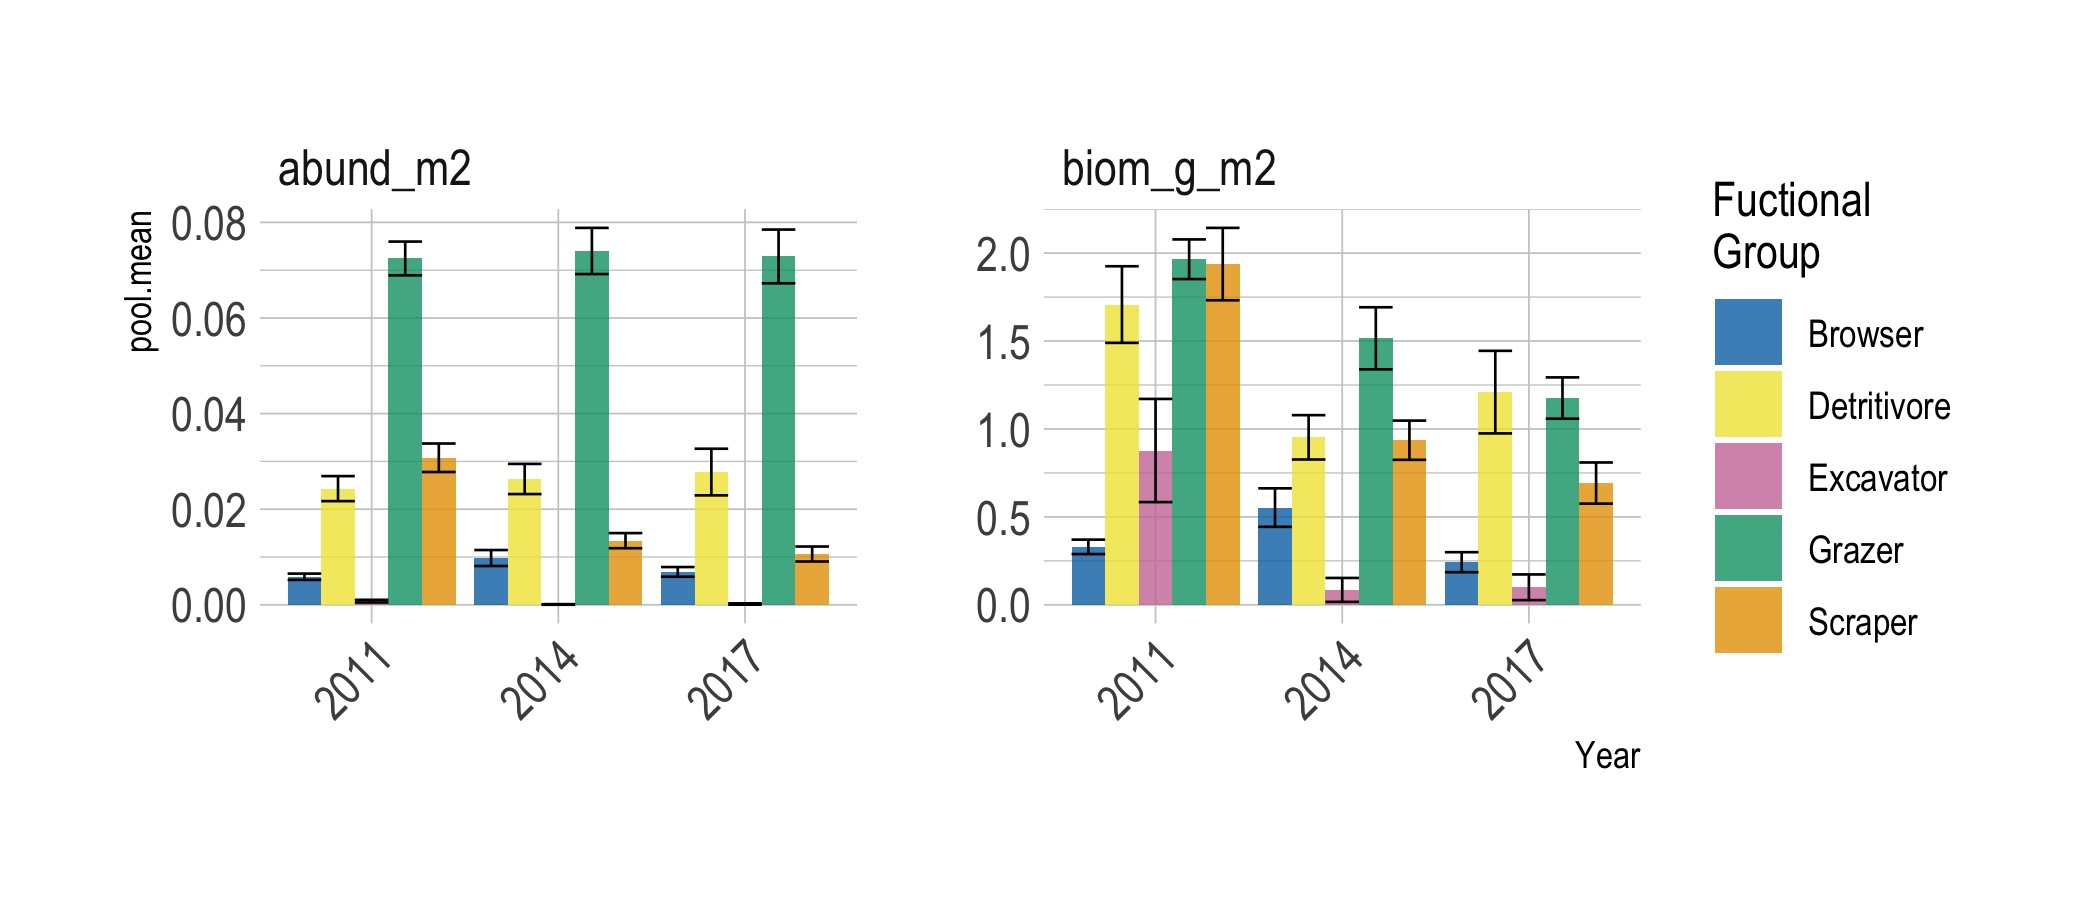 abund_m2
pool.mean
0.08
0.06
0.04
0.02
0.00
2011
2014
2017
biom_g_m2
2.0
1.5
1.0
0.5
0.0
2011
2014
2017
Year
Fuctional
Group
Browser
Detritivore
Excavator
Grazer
Scraper